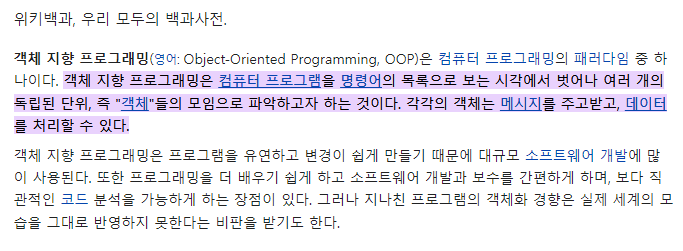 위키백과, 우리 모두의 백과사전.
객체 지향 프로그래밍(영어: Object-Oriented Programming, OOP)은 컴퓨터 프로그래밍의 패러다임 중 하
나이다. 객체 지향 프로그래밍은 컴퓨터 프로그램을 명령어의 목록으로 보는 시각에서 벗어나 여러 개의
독립된 단위, 즉 "객체"들의 모임으로 파악하고자 하는 것이다. 각각의 객체는 메시지를 주고받고, 데이터
를 처리할 수 있다.
객체 지향 프로그래밍은 프로그램을 유연하고 변경이 쉽게 만들기 때문에 대규모 소프트웨어 개발에 많
이 사용된다. 또한 프로그래밍을 더 배우기 쉽게 하고 소프트웨어 개발과 보수를 간편하게 하며, 보다 직
관적인 코드 분석을 가능하게 하는 장점이 있다. 그러나 지나친 프로그램의 객체화 경향은 실제 세계의 모
습을 그대로 반영하지 못한다는 비판을 받기도 한다.